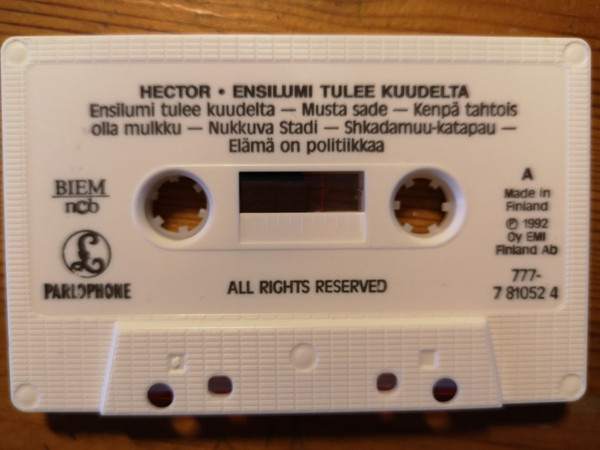 HECTOR • ENSILUMI TULEE KUUDELTA
Ensilumi tulee kuudelta — Musta sade — Kenpä tahtois
olla mulkku — Nukkuva Stadi — Shkadamuu-katapau —
Elämä on politiikkaa
BIEM
ncb
A
Made in
Finland
℗ 1992
Oy EMI
Finland Ab
£
PARLOPHONE
ALL RIGHTS RESERVED
777-
7 81052 4